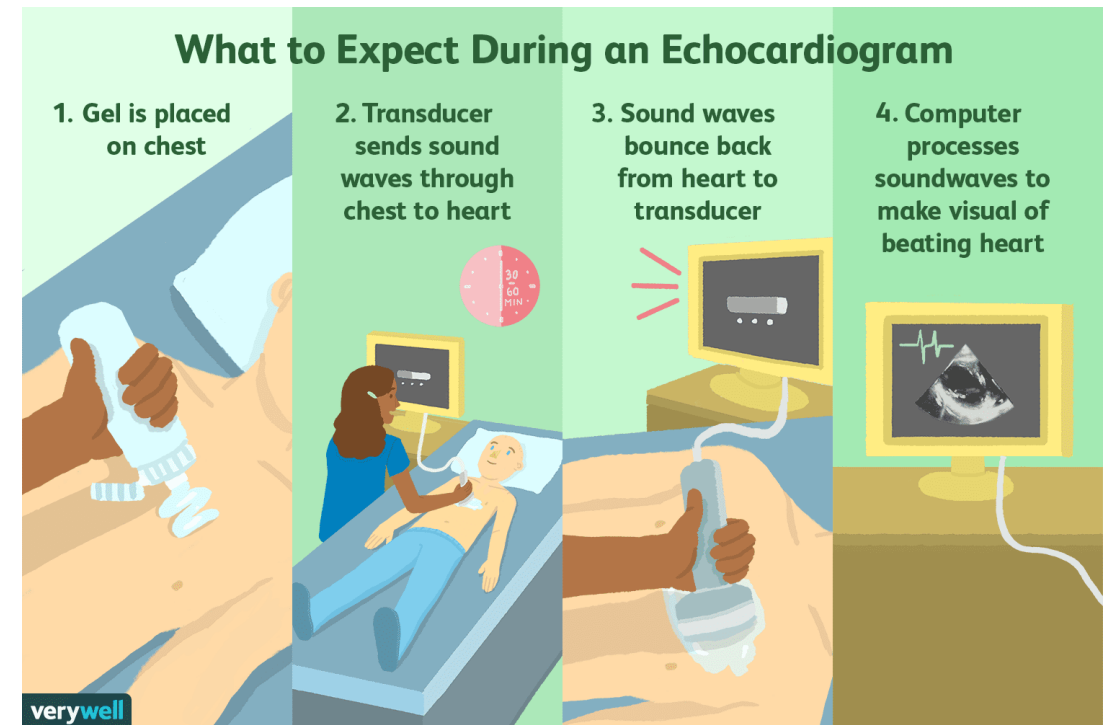 What to Expect During an Echocardiogram
1. Gel is placed
on chest
2. Transducer
sends sound
waves through
chest to heart
30
–
60
MIN
3. Sound waves
bounce back
from heart to
transducer
4. Computer
processes
soundwaves to
make visual of
beating heart
verywell